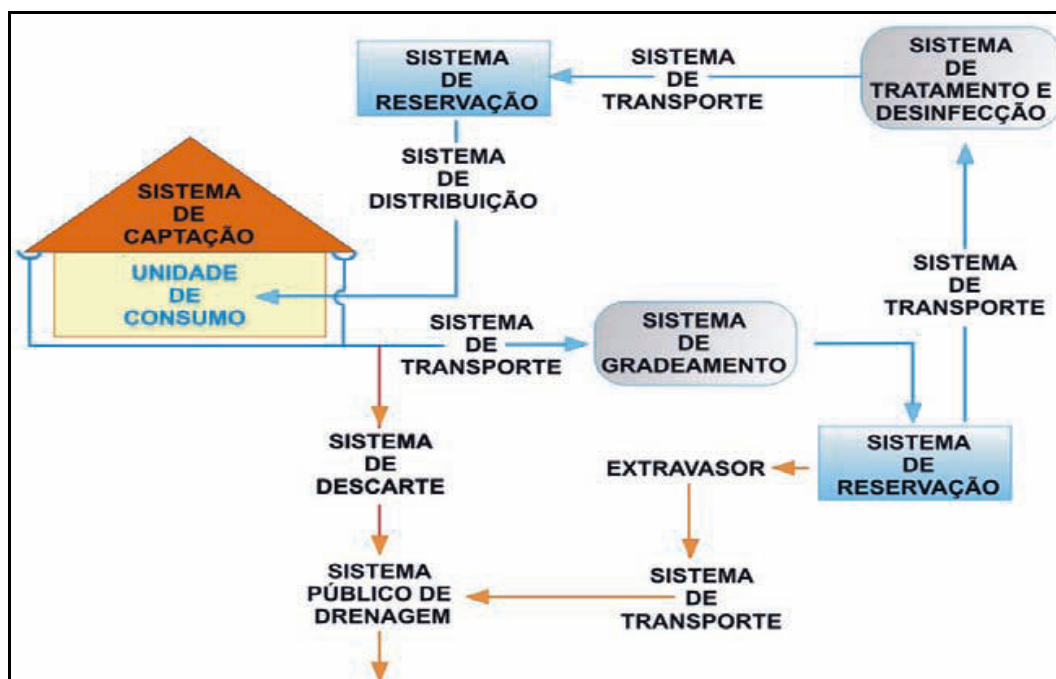 SISTEMA
DE
RESERVAÇÃO
SISTEMA
DE
TRANSPORTE
SISTEMA
DE
TRATAMENTO E
DESINFECÇÃO
SISTEMA
DE
DISTRIBUIÇÃO
SISTEMA
DE
CAPTAÇÃO
UNIDADE
DE
CONSUMO
SISTEMA
DE
TRANSPORTE
SISTEMA
DE
GRADEAMENTO
SISTEMA
DE
TRANSPORTE
SISTEMA
DE
RESERVAÇÃO
SISTEMA
DE
DESCARTE
EXTRAVASOR
SISTEMA
PÚBLICO DE
DRENAGEM
SISTEMA
DE
TRANSPORTE